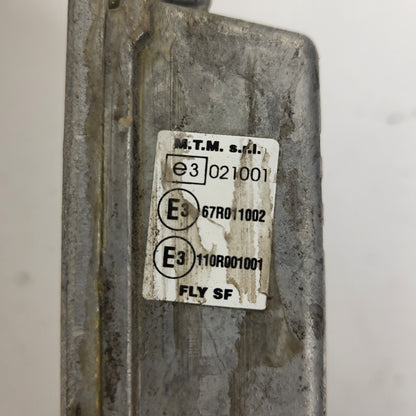 M.T.M. s.r.l.
e3 021001
E3 67R011002
E3 110R001001
FLY SF